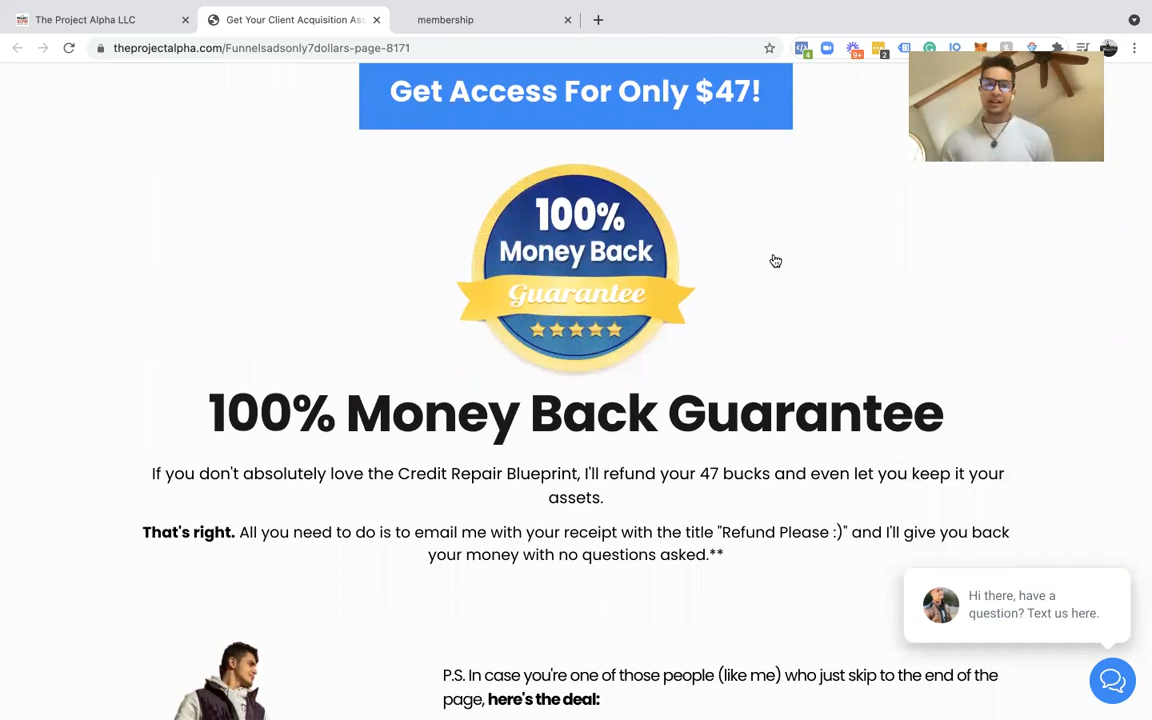 The Project Alpha LLC
Get Your Client Acquisition Ass
membership
theprojectalpha.com/Funnelsadsonly7dollars-page-8171
4
9+
2
Get Access For Only $47!
100%
Money Back
Guarantee
100% Money Back Guarantee
If you don't absolutely love the Credit Repair Blueprint, I'll refund your 47 bucks and even let you keep it your
assets.
That's right. All you need to do is to email me with your receipt with the title "Refund Please :)" and I'll give you back
your money with no questions asked.**
Hi there, have a
question? Text us here.
P.S. In case you're one of those people (like me) who just skip to the end of the
page, here's the deal: